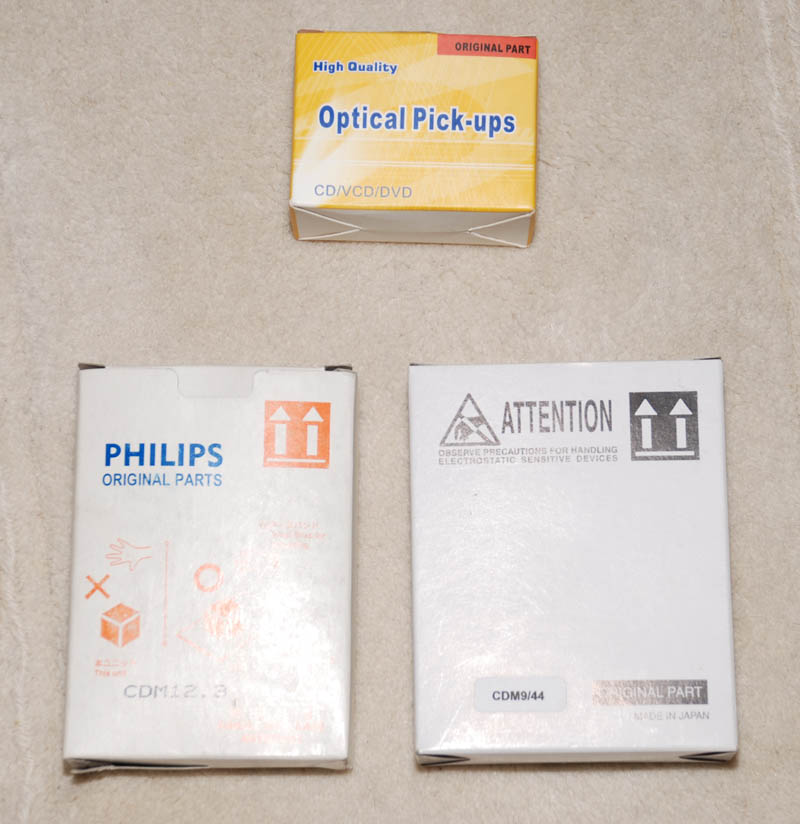 ORIGINAL PART
High Quality
Optical Pick-ups
CD/VCD/DVD
PHILIPS
ORIGINAL PARTS
CDM12.3
ATTENTION
OBSERVE PRECAUTIONS FOR HANDLING
ELECTROSTATIC SENSITIVE DEVICES
CDM9/44
ORIGINAL PART
MADE IN JAPAN